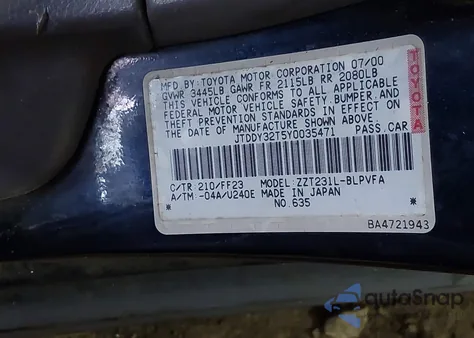 MFD. BY TOYOTA MOTOR CORPORATION 07/00
GVWR 3445LB GAWR FR 2115LB RR 2080LB
THIS VEHICLE CONFORMS TO ALL APPLICABLE
FEDERAL MOTOR VEHICLE SAFETY, BUMPER, AND
THEFT PREVENTION STANDARDS IN EFFECT ON
THE DATE OF MANUFACTURE SHOWN ABOVE.
JTDDY32T5Y0035471 PASS.CAR
TOYOTA
C/TR 210/FF23 MODEL: ZZT231L-BLPVFA
A/TM -04A/U240E MADE IN JAPAN
* NO.635 *
BA4721943
autoSnap